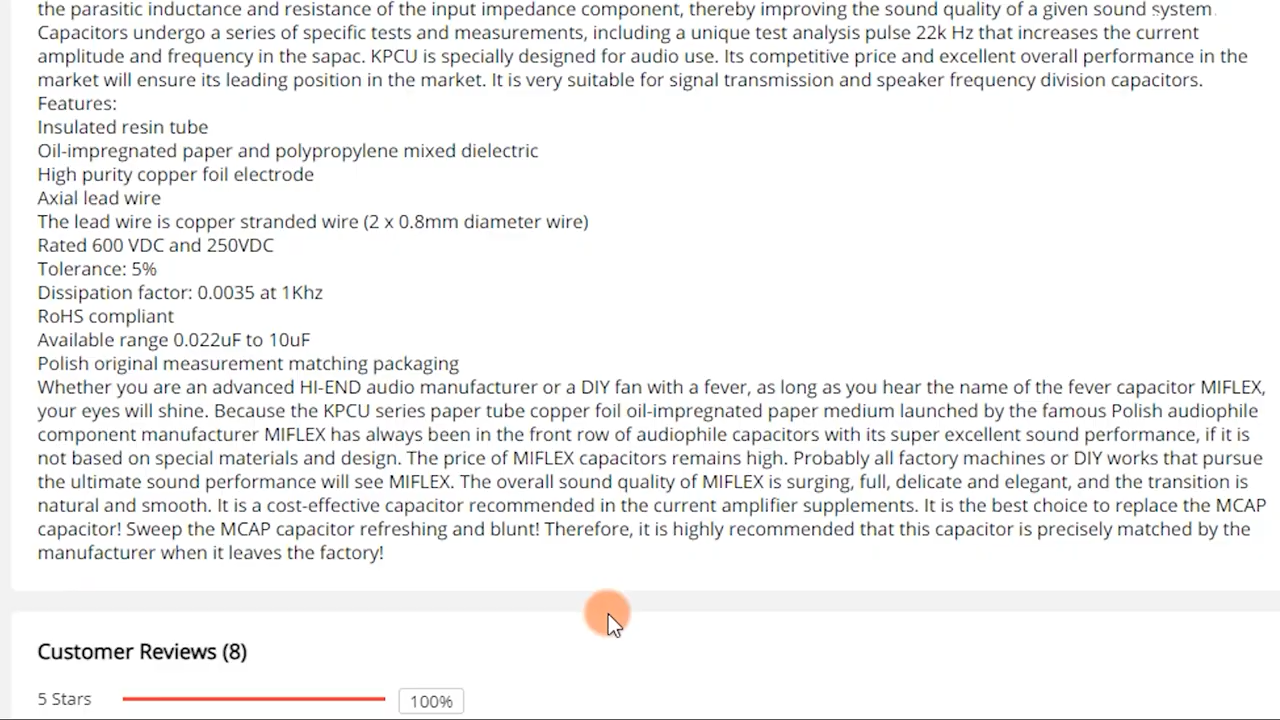 the parasitic inductance and resistance of the input impedance component, thereby improving the sound quality of a given sound system.
Capacitors undergo a series of specific tests and measurements, including a unique test analysis pulse 22k Hz that increases the current
amplitude and frequency in the sapac. KPCU is specially designed for audio use. Its competitive price and excellent overall performance in the
market will ensure its leading position in the market. It is very suitable for signal transmission and speaker frequency division capacitors.
Features:
Insulated resin tube
Oil-impregnated paper and polypropylene mixed dielectric
High purity copper foil electrode
Axial lead wire
The lead wire is copper stranded wire (2 x 0.8mm diameter wire)
Rated 600 VDC and 250VDC
Tolerance: 5%
Dissipation factor: 0.0035 at 1Khz
RoHS compliant
Available range 0.022uF to 10uF
Polish original measurement matching packaging
Whether you are an advanced HI-END audio manufacturer or a DIY fan with a fever, as long as you hear the name of the fever capacitor MIFLEX,
your eyes will shine. Because the KPCU series paper tube copper foil oil-impregnated paper medium launched by the famous Polish audiophile
component manufacturer MIFLEX has always been in the front row of audiophile capacitors with its super excellent sound performance, if it is
not based on special materials and design. The price of MIFLEX capacitors remains high. Probably all factory machines or DIY works that pursue
the ultimate sound performance will see MIFLEX. The overall sound quality of MIFLEX is surging, full, delicate and elegant, and the transition is
natural and smooth. It is a cost-effective capacitor recommended in the current amplifier supplements. It is the best choice to replace the MCAP
capacitor! Sweep the MCAP capacitor refreshing and blunt! Therefore, it is highly recommended that this capacitor is precisely matched by the
manufacturer when it leaves the factory!
Customer Reviews (8)
5 Stars 100%